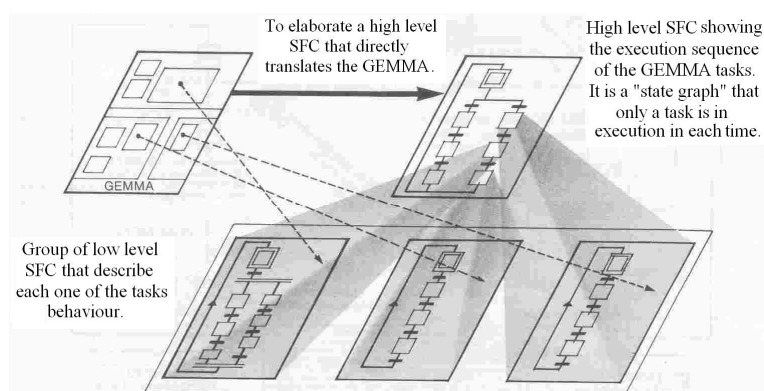 To elaborate a high level
SFC that directly
translates the GEMMA.
High level SFC showing
the execution sequence
of the GEMMA tasks.
It is a "state graph" that
only a task is in
execution in each time.
GEMMA
Group of low level
SFC that describe
each one of the tasks
behaviour.